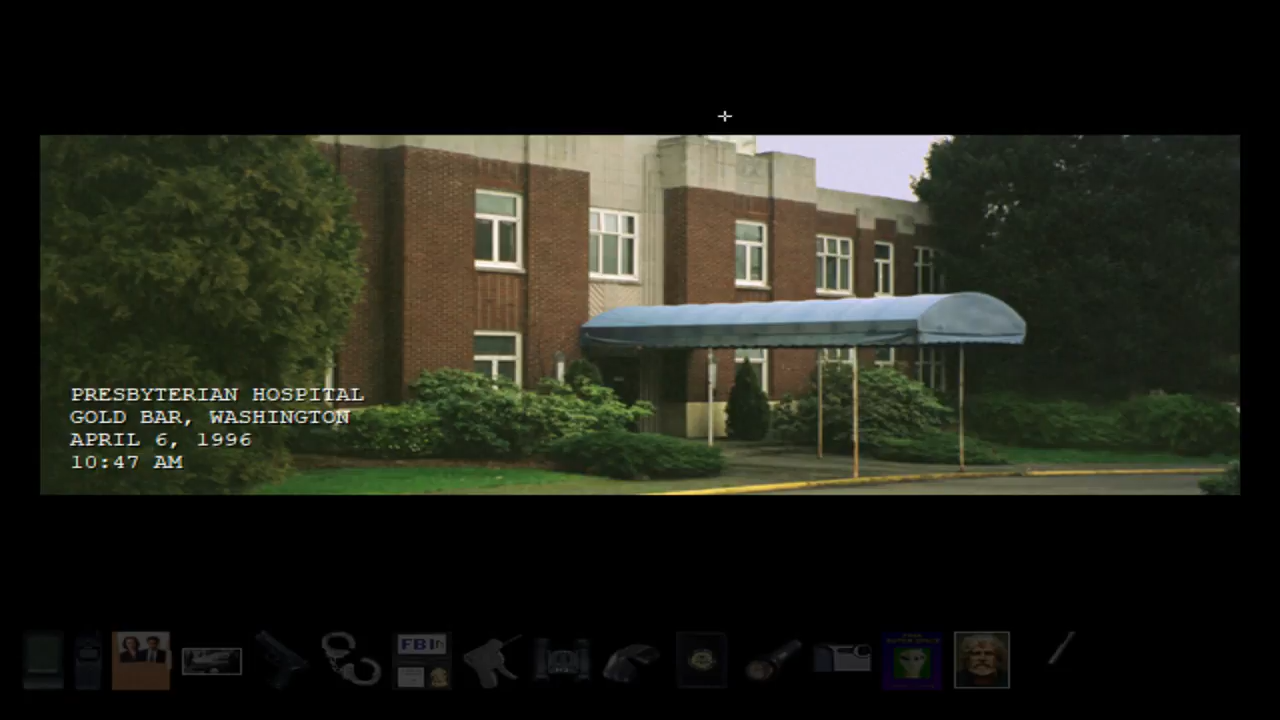 PRESBYTERIAN HOSPITAL
GOLD BAR, WASHINGTON
APRIL 6, 1996
10:47 AM
FBI